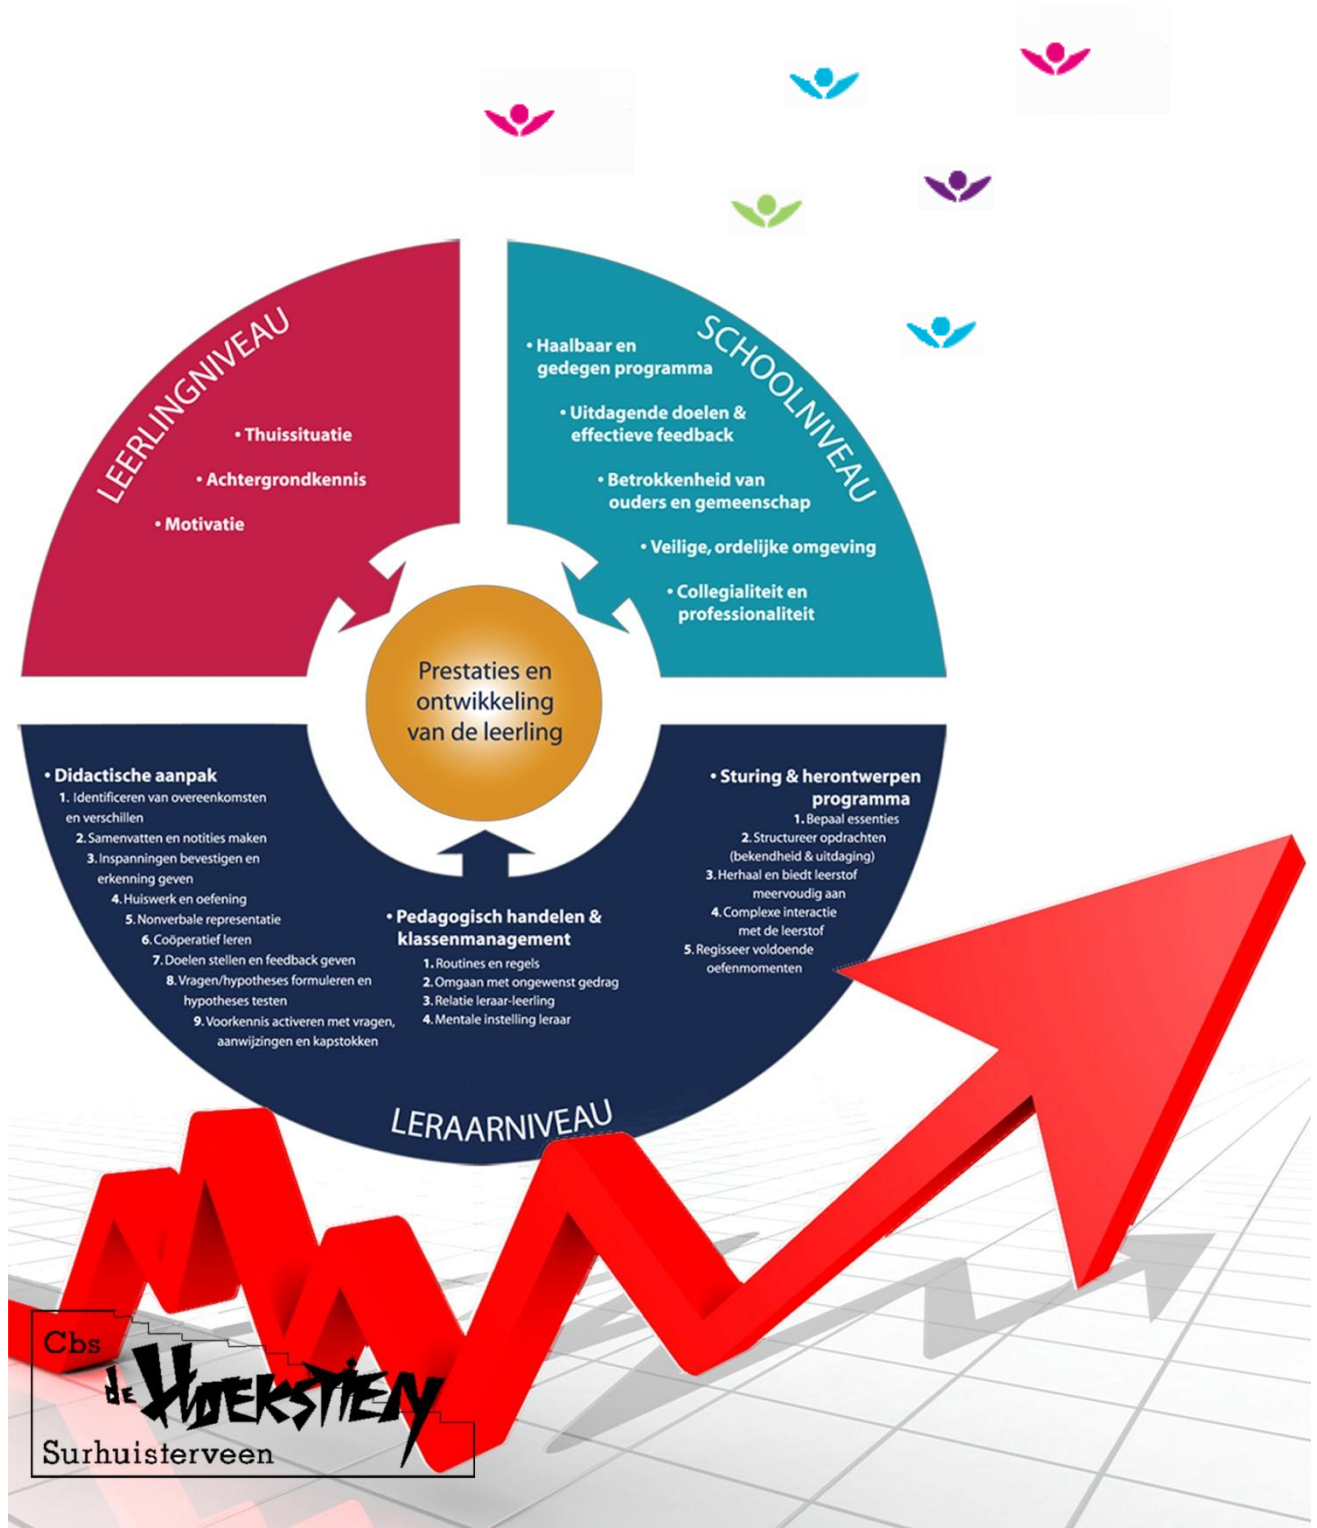 LEERLINGNIVEAU
• Thuissituatie
• Achtergrondkennis
• Motivatie
SCHOOLNIVEAU
• Haalbaar en
gedegen programma
• Uitdagende doelen &
effectieve feedback
• Betrokkenheid van
ouders en gemeenschap
• Veilige, ordelijke omgeving
• Collegialiteit en
professionaliteit
Prestaties en
ontwikkeling
van de leerling
• Didactische aanpak
1. Identificeren van overeenkomsten
en verschillen
2. Samenvatten en notities maken
3. Inspanningen bevestigen en
erkenning geven
4. Huiswerk en oefening
5. Nonverbale representatie
6. Coöperatief leren
7. Doelen stellen en feedback geven
8. Vragen/hypotheses formuleren en
hypotheses testen
9. Voorkennis activeren met vragen,
aanwijzingen en kapstokken
• Pedagogisch handelen &
klassenmanagement
1. Routines en regels
2. Omgaan met ongewenst gedrag
3. Relatie leraar-leerling
4. Mentale instelling leraar
• Sturing & herontwerpen
programma
1. Bepaal essenties
2. Structureer opdrachten
(bekendheid & uitdaging)
3. Herhaal en biedt leerstof
meervoudig aan
4. Complexe interactie
met de leerstof
5. Regisseer voldoende
oefenmomenten
LERAARNIVEAU
Cbs
de HOEKSTIEN
Surhuisterveen